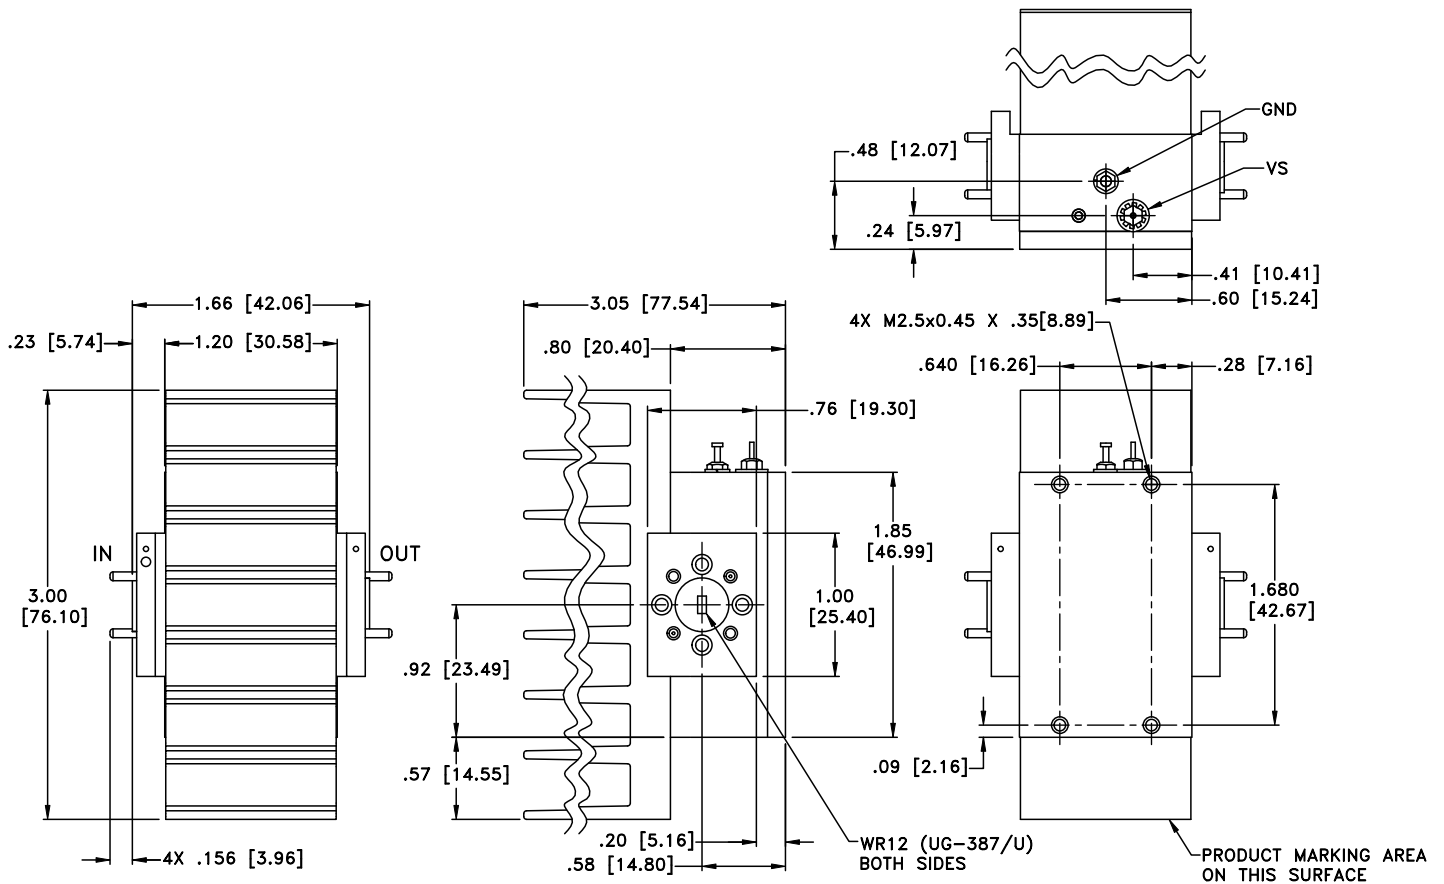 GND
.48 [12.07]
VS
.24 [5.97]
.41 [10.41]
.60 [15.24]
1.66 [42.06]
3.05 [77.54]
4X M2.5x0.45 X .35[8.89]
.23 [5.74]
1.20 [30.58]
.80 [20.40]
.640 [16.26]
.28 [7.16]
.76 [19.30]
IN
OUT
1.85
[46.99]
3.00
[76.10]
1.00
[25.40]
1.680
[42.67]
.92 [23.49]
.57 [14.55]
.09 [2.16]
.20 [5.16]
4X .156 [3.96]
.58 [14.80]
WR12 (UG-387/U)
BOTH SIDES
PRODUCT MARKING AREA
ON THIS SURFACE